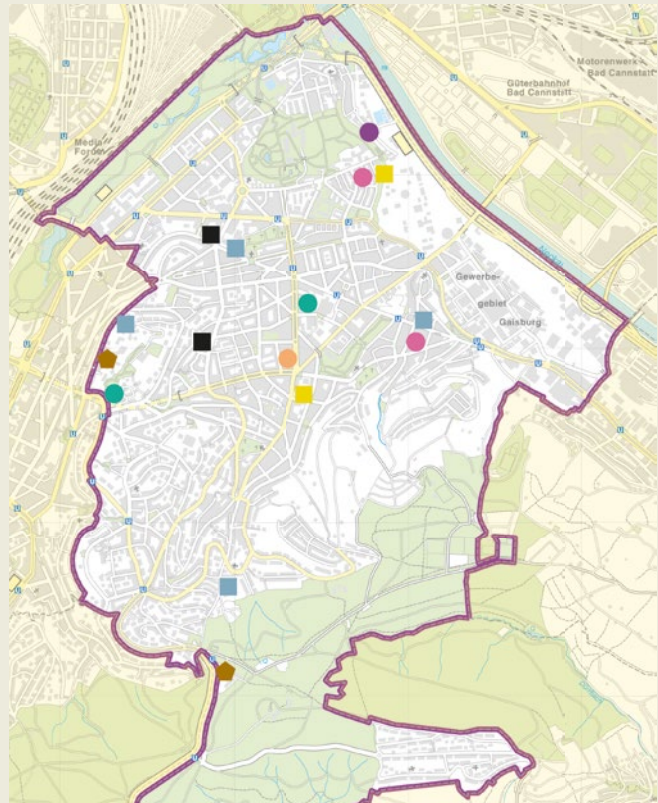 Motorenwerk
Bad Cannstatt
Güterbahnhof
Bad Cannstatt
Media
Forum
Gewerbe-
gebiet
Gaisburg